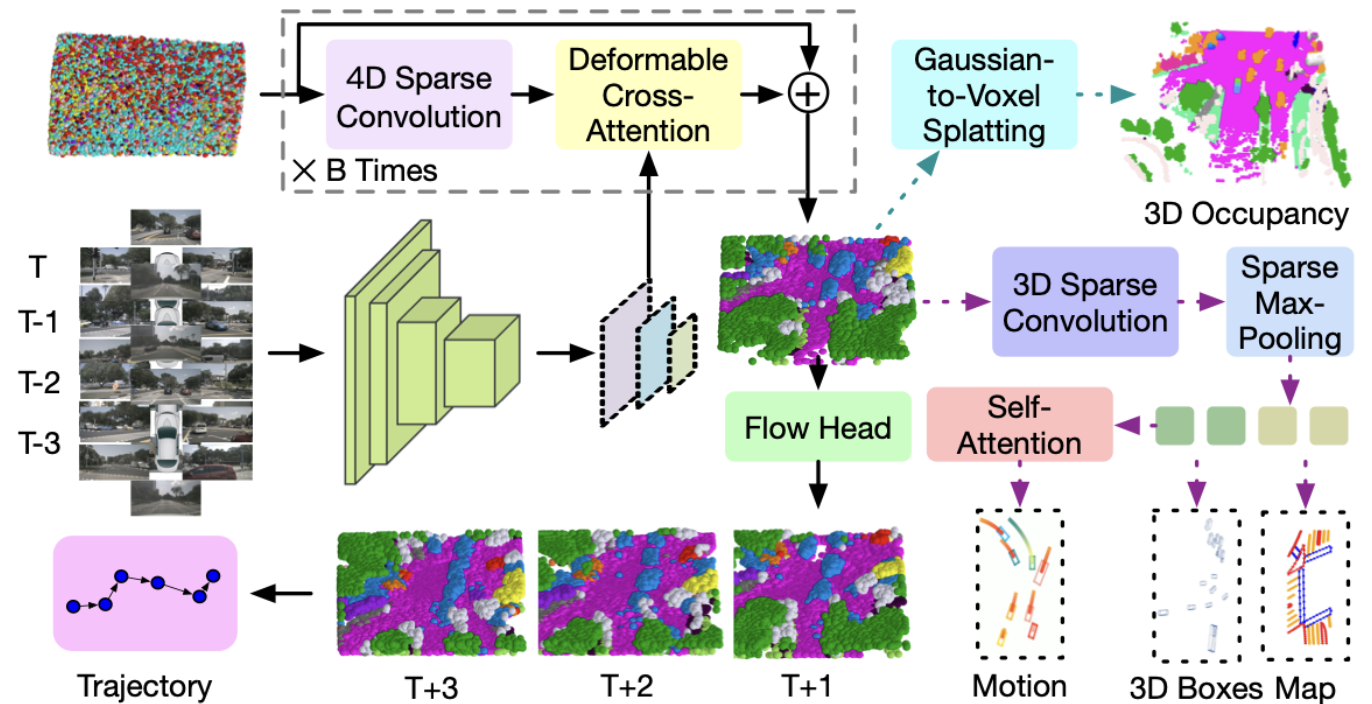 4D Sparse
Convolution
Deformable
Cross-
Attention
+
× B Times
Gaussian-
to-Voxel
Splatting
3D Occupancy
T
T-1
T-2
T-3
3D Sparse
Convolution
Sparse
Max-
Pooling
Flow Head
Self-
Attention
Trajectory
T+3
T+2
T+1
Motion
3D Boxes
Map